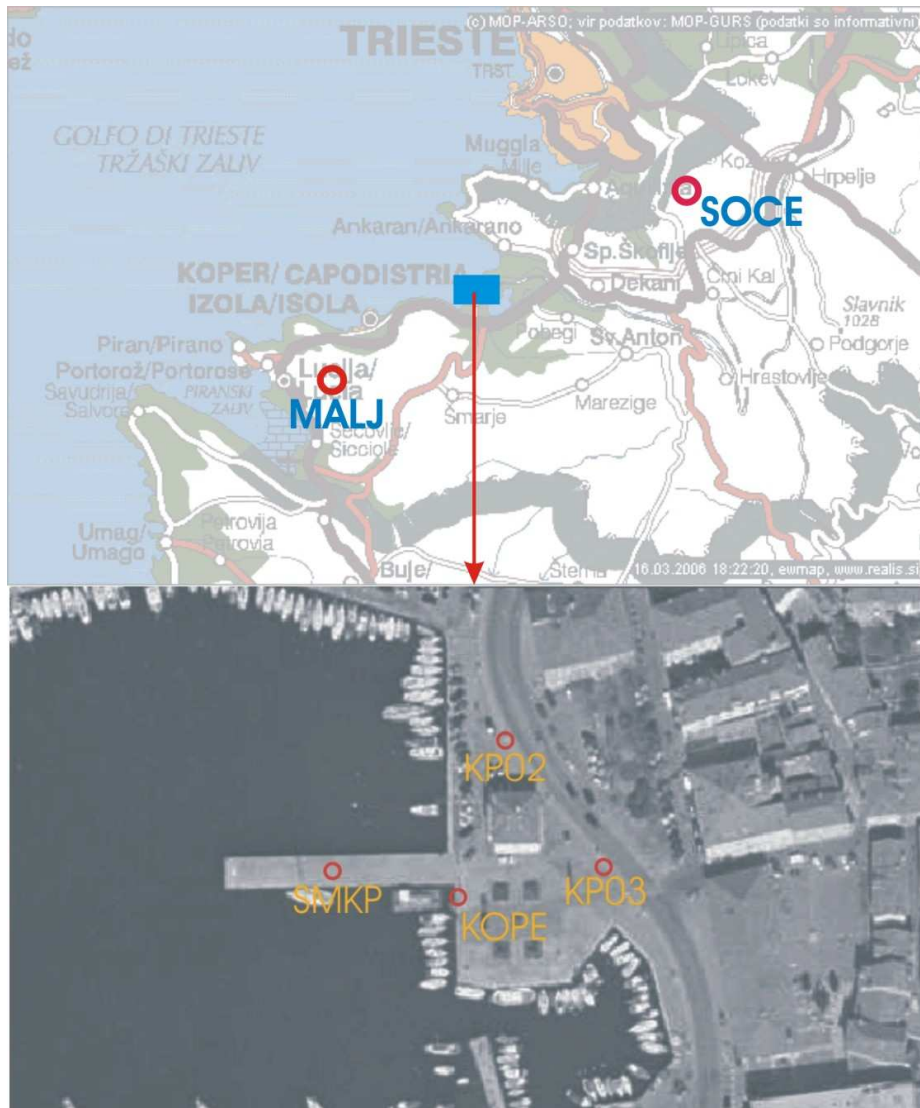 (c) MOP-ARSO; vir podatkov: MOP-GURS (podatki so informativni)
TRIESTE
TRST
Lipica
Lokev
GOLFO DI TRIESTE
TRŽAŠKI ZALIV
Muggla
Milje
Hrpelje
SOCE
Ankaran/Ankarano
Sp.Škofije
KOPER/CAPODISTRIA
IZOLA/ISOLA
Dekani
Črni Kal
Slavnik
1028
Pobegi
Sv.Anton
Podgorje
Piran/Pirano
Portorož/Portorose
Savudrija/
Salvore
PIRANSKI
ZALIV
MALJ
Hrastovlje
Šmarje
Marezige
Sečovlje/
Sicciole
Umag/
Umago
Petrovija
Petrovia
Buje/
16.03.2006 18:22:20, ewmap, www.realis.si
KP02
SMKP
KP03
KOPE